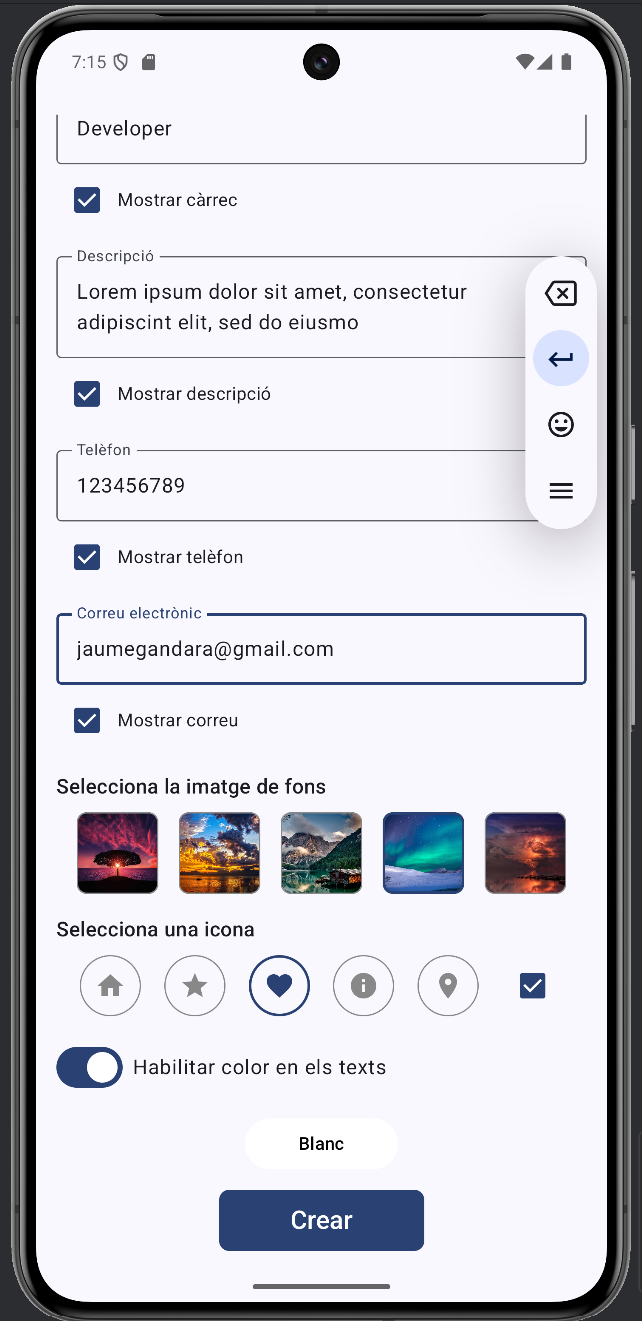 7:15
Developer
Mostrar càrrec
Descripció
Lorem ipsum dolor sit amet, consectetur
adipiscint elit, sed do eiusmo
Mostrar descripció
Telèfon
123456789
Mostrar telèfon
Correu electrònic
jaumegandara@gmail.com
Mostrar correu
Selecciona la imatge de fons
Selecciona una icona
Habilitar color en els texts
Blanc
Crear